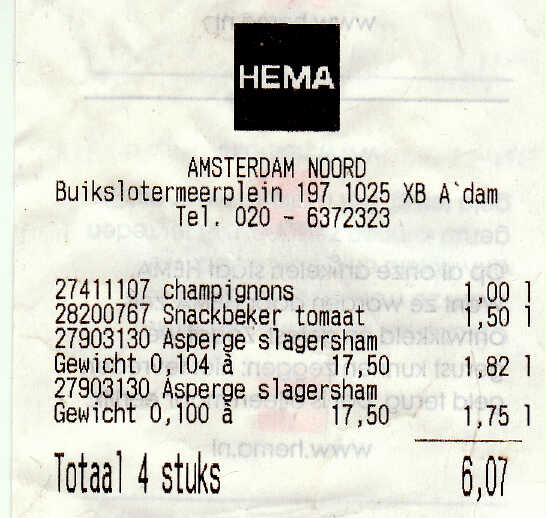 HEMA
AMSTERDAM NOORD
Buikslotermeerplein 197 1025 XB A`dam
Tel. 020 - 6372323
27411107 champignons 1,00 1
28200767 Snackbeker tomaat 1,50 1
27903130 Asperge slagersham
Gewicht 0,104 à 17,50 1,82 1
27903130 Asperge slagersham
Gewicht 0,100 à 17,50 1,75 1
Totaal 4 stuks 6,07